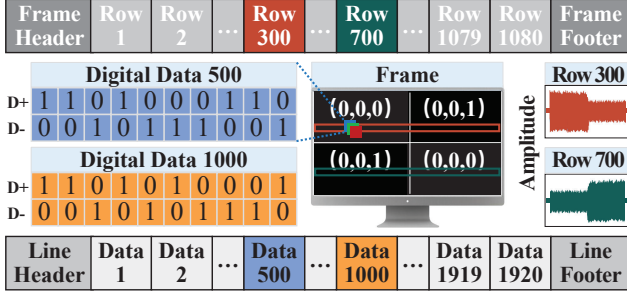 Frame Header Row 1 Row 2 ... Row 300 ... Row 700 ... Row 1079 Row 1080 Frame Footer
Digital Data 500
D+ 1 1 0 1 0 0 0 1 1 0
D- 0 0 1 0 1 1 1 0 0 1
Digital Data 1000
D+ 1 1 0 1 0 1 0 0 0 1
D- 0 0 1 0 1 0 1 1 1 0
Frame
(0,0,0) (0,0,1)
(0,0,1) (0,0,0)
Amplitude
Row 300
Row 700
Line Header Data 1 Data 2 ... Data 500 ... Data 1000 ... Data 1919 Data 1920 Line Footer